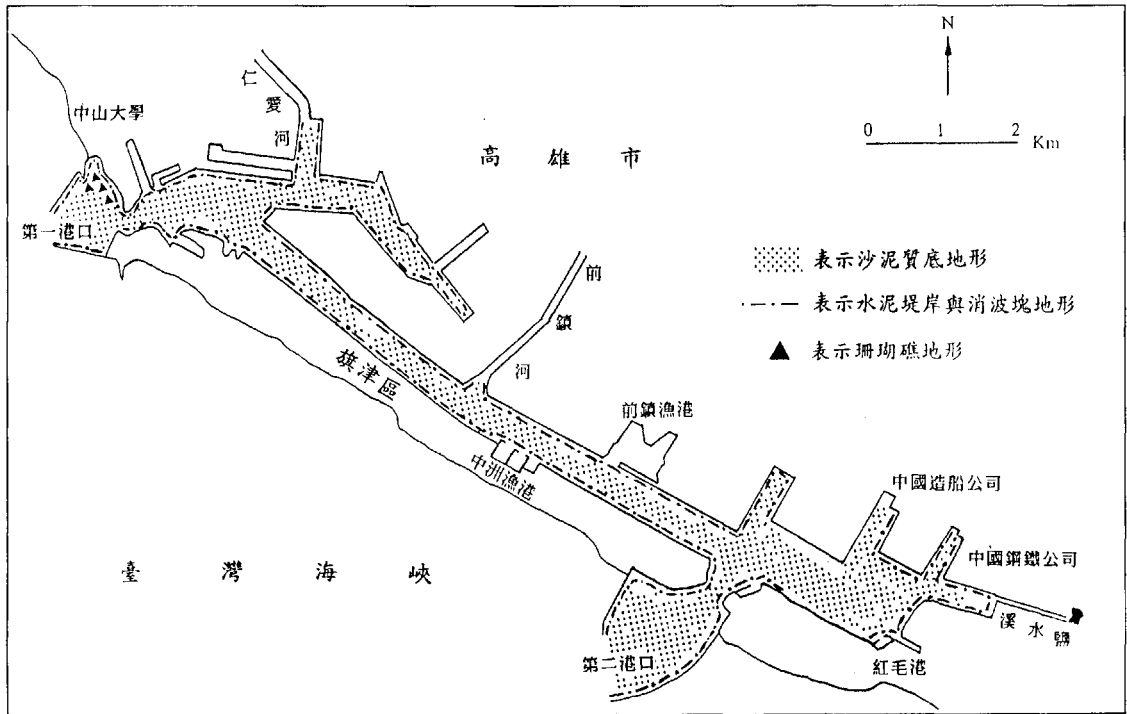 N
0 1 2 Km
仁愛河
中山大學
高雄市
第一港口
表示沙泥質底地形
表示水泥堤岸與消波塊地形
表示珊瑚礁地形
前鎮河
旗津區
前鎮漁港
中洲漁港
中國造船公司
中國鋼鐵公司
臺灣海峽
鹽水溪
第二港口
紅毛港